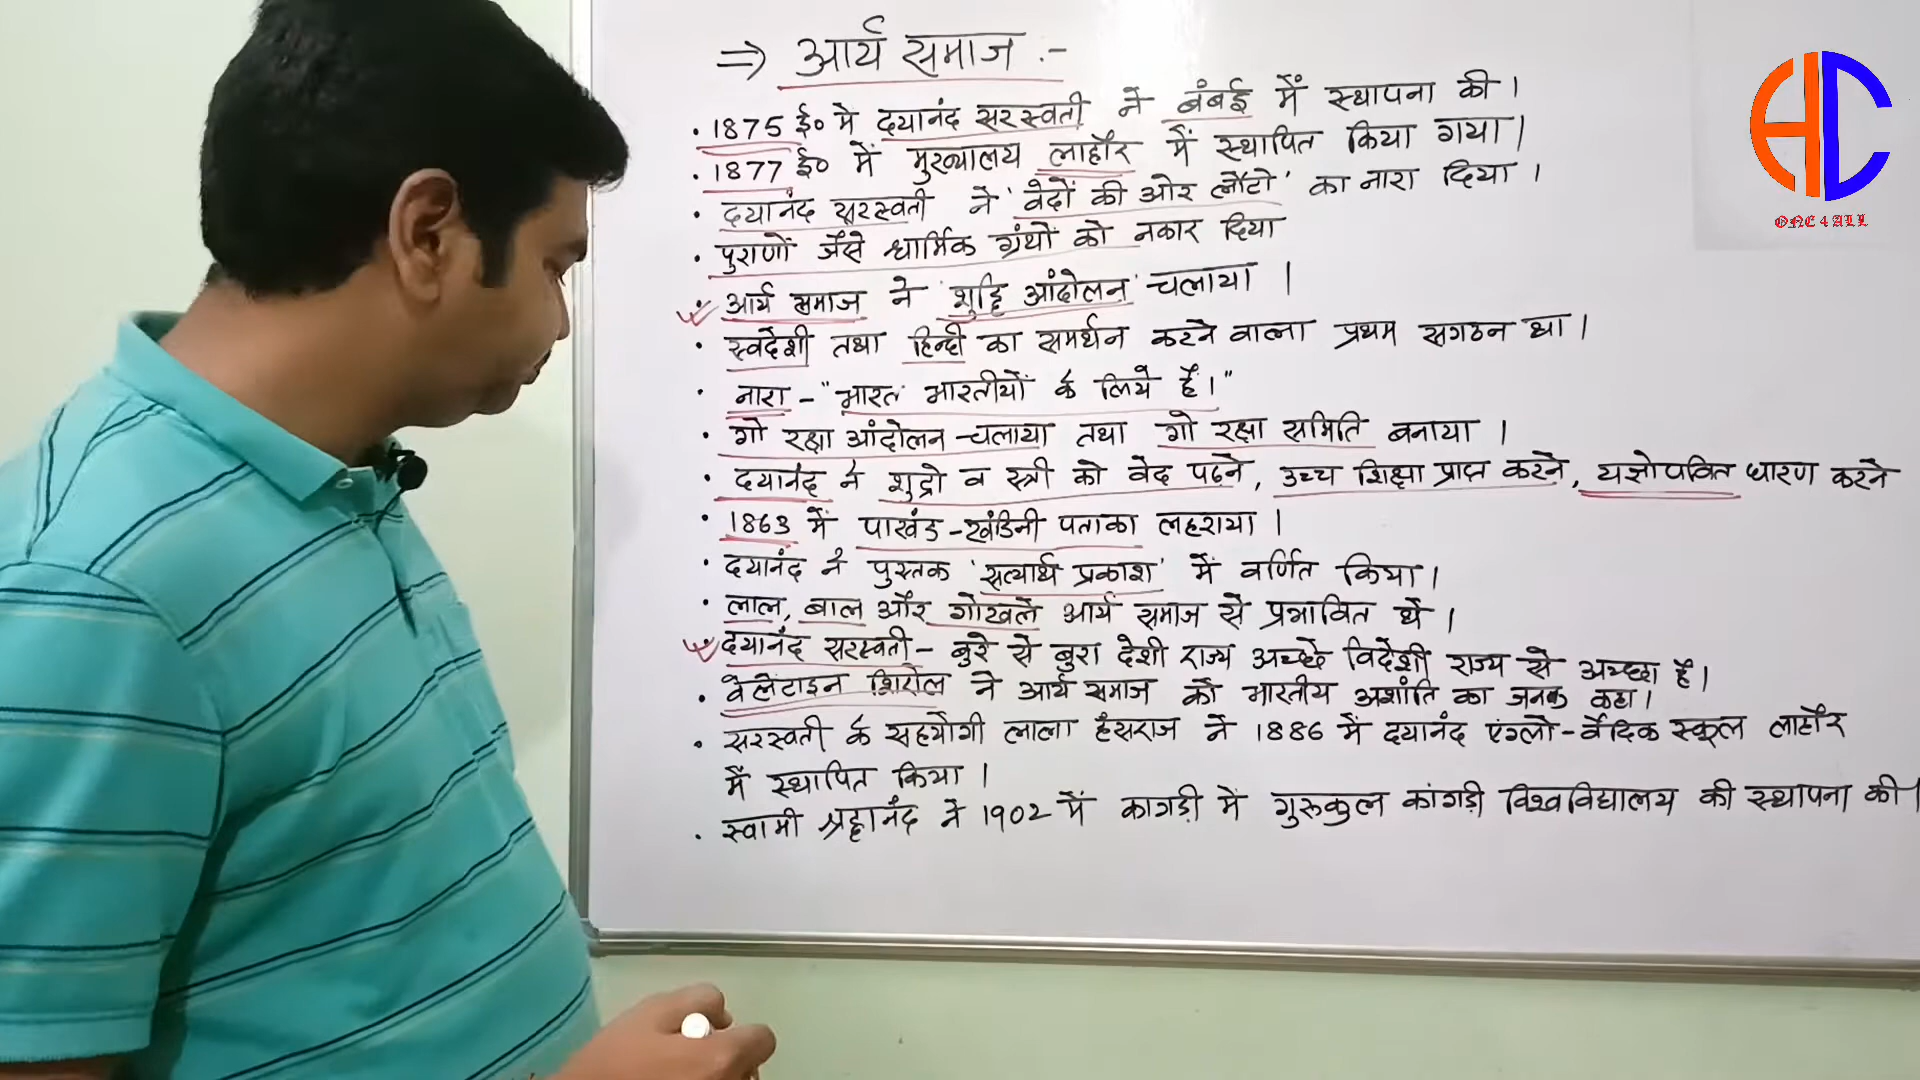 ⇒ आर्य समाज :-
• 1875 ई० मे दयानंद सरस्वती ने बंबई में स्थापना की।
• 1877 ई० में मुख्यालय लाहौर में स्थापित किया गया।
• दयानंद सरस्वती ने 'वेदों की ओर लौटो' का नारा दिया।
• पुराणों जैसे धार्मिक ग्रंथों को नकार दिया
• आर्य समाज ने 'शुद्धि आंदोलन' चलाया।
• स्वदेशी तथा हिन्दी का समर्थन करने वाला प्रथम सगठन था।
• नारा - "भारत भारतीयों के लिये है।"
• गो रक्षा आंदोलन चलाया तथा गो रक्षा समिति बनाया।
• दयानंद ने शुद्रो व स्त्री को वेद पढने, उच्च शिक्षा प्राप्त करने, यज्ञोपवित धारण करने
• 1863 में पाखंड-खंडिनी पताका लहराया।
• दयानंद ने पुस्तक 'सत्यार्थ प्रकाश' में वर्णित किया।
• लाल, बाल और गोखले आर्य समाज से प्रभावित थे।
दयानंद सरस्वती - बुरे से बुरा देशी राज्य अच्छे विदेशी राज्य से अच्छा है।
• वेलेंटाइन शिरोल ने आर्य समाज को भारतीय अशांति का जनक कहा।
• सरस्वती के सहयोगी लाला हंसराज ने 1886 में दयानंद एंग्लो-वैदिक स्कूल लाहौर
में स्थापित किया।
• स्वामी श्रद्धानंद ने 1902 में कागड़ी में गुरुकुल कांगड़ी विश्वविद्यालय की स्थापना की।
ONE 4 ALL